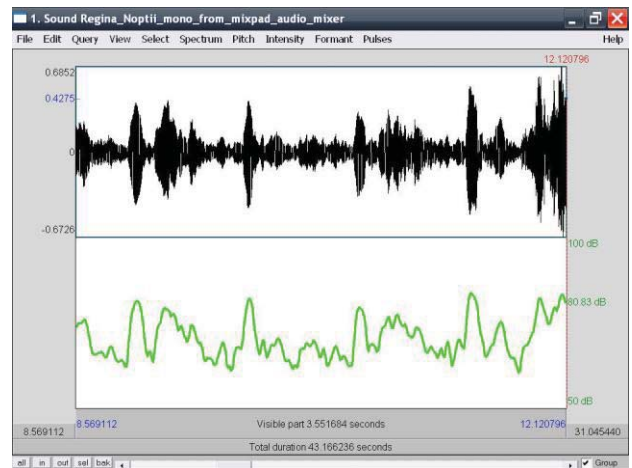 1. Sound Regina_Noptii_mono_from_mixpad_audio_mixer
File Edit Query View Select Spectrum Pitch Intensity Formant Pulses Help
12.120796
0.6852
0.4275
0
-0.6726
100 dB
80.83 dB
50 dB
8.569112 8.569112 Visible part 3.551684 seconds 12.120796 31.045440
Total duration 43.166236 seconds
all in out sel bak Group